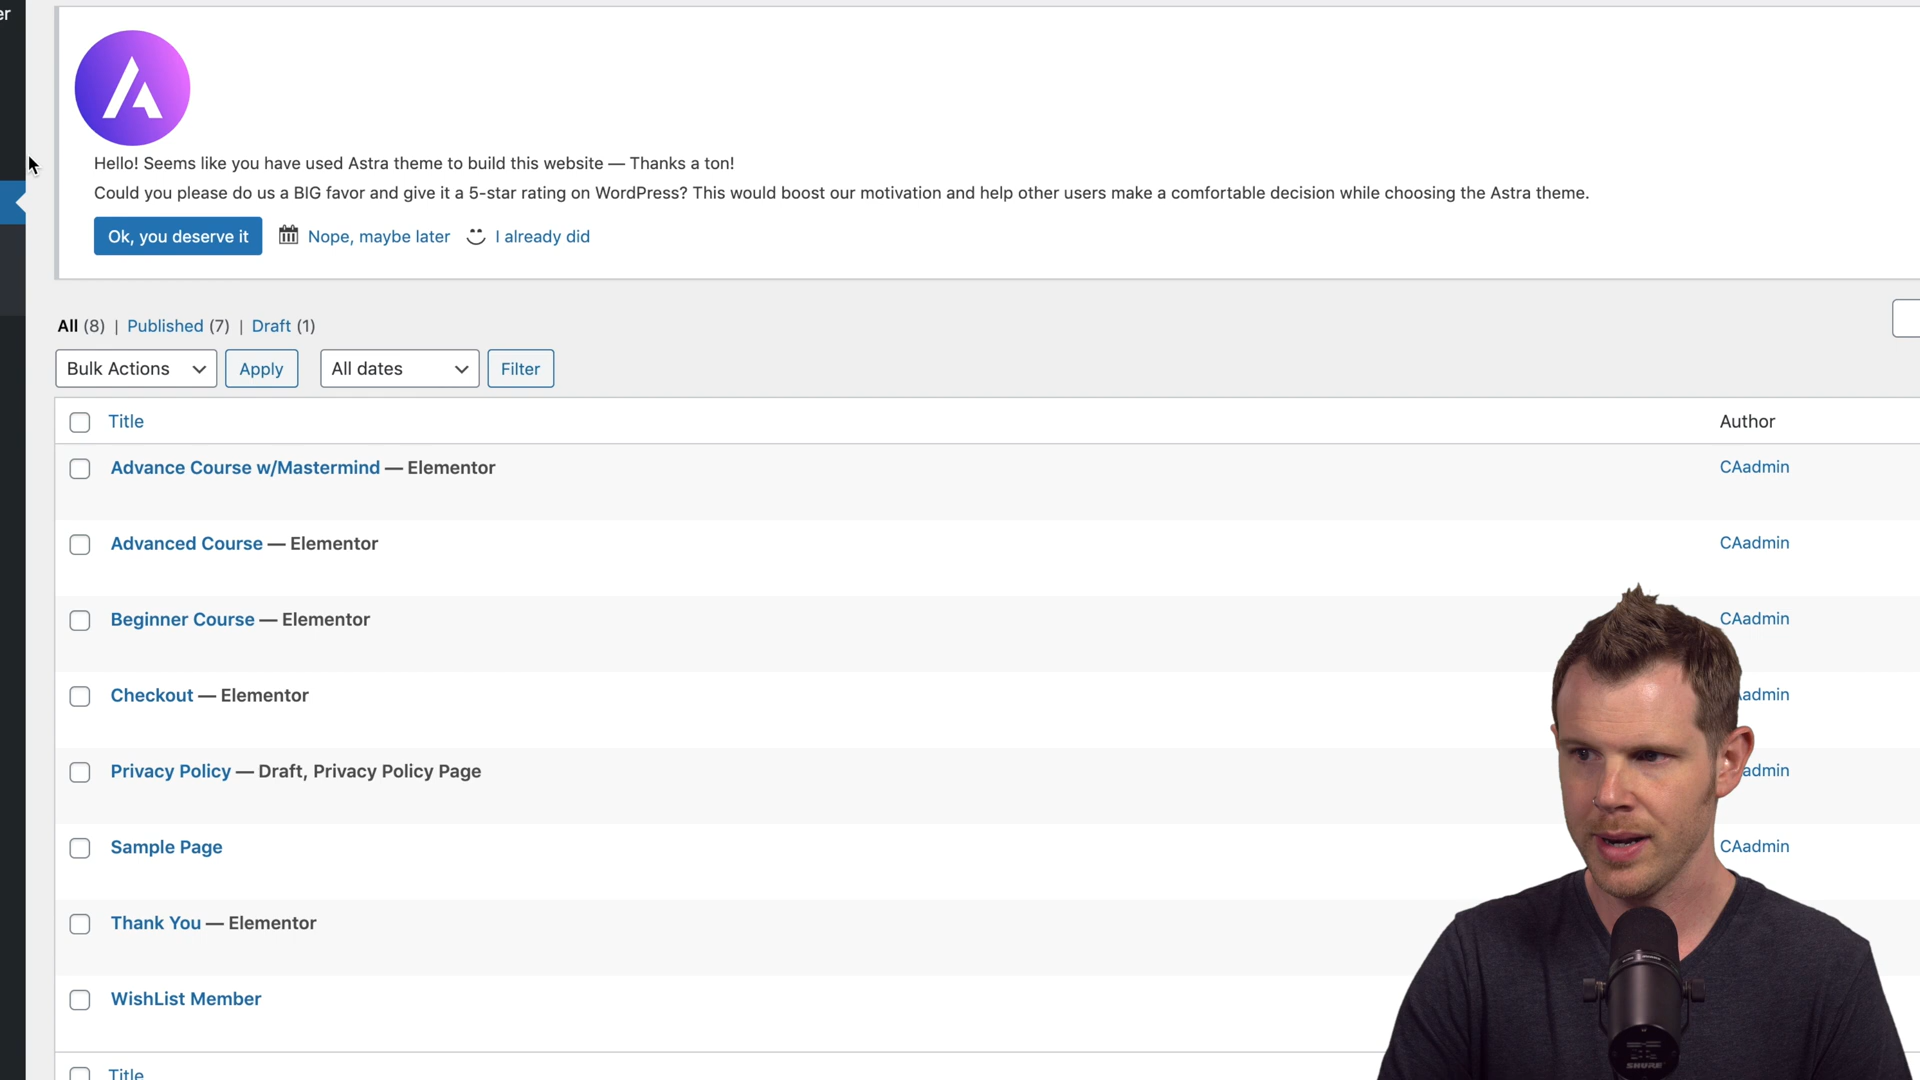 er
Hello! Seems like you have used Astra theme to build this website — Thanks a ton!
Could you please do us a BIG favor and give it a 5-star rating on WordPress? This would boost our motivation and help other users make a comfortable decision while choosing the Astra theme.
Ok, you deserve it Nope, maybe later I already did
All (8) | Published (7) | Draft (1)
Bulk Actions Apply All dates Filter
Title Author
Advance Course w/Mastermind — Elementor CAadmin
Advanced Course — Elementor CAadmin
Beginner Course — Elementor CAadmin
Checkout — Elementor admin
Privacy Policy — Draft, Privacy Policy Page admin
Sample Page CAadmin
Thank You — Elementor
WishList Member
Title
SHURE